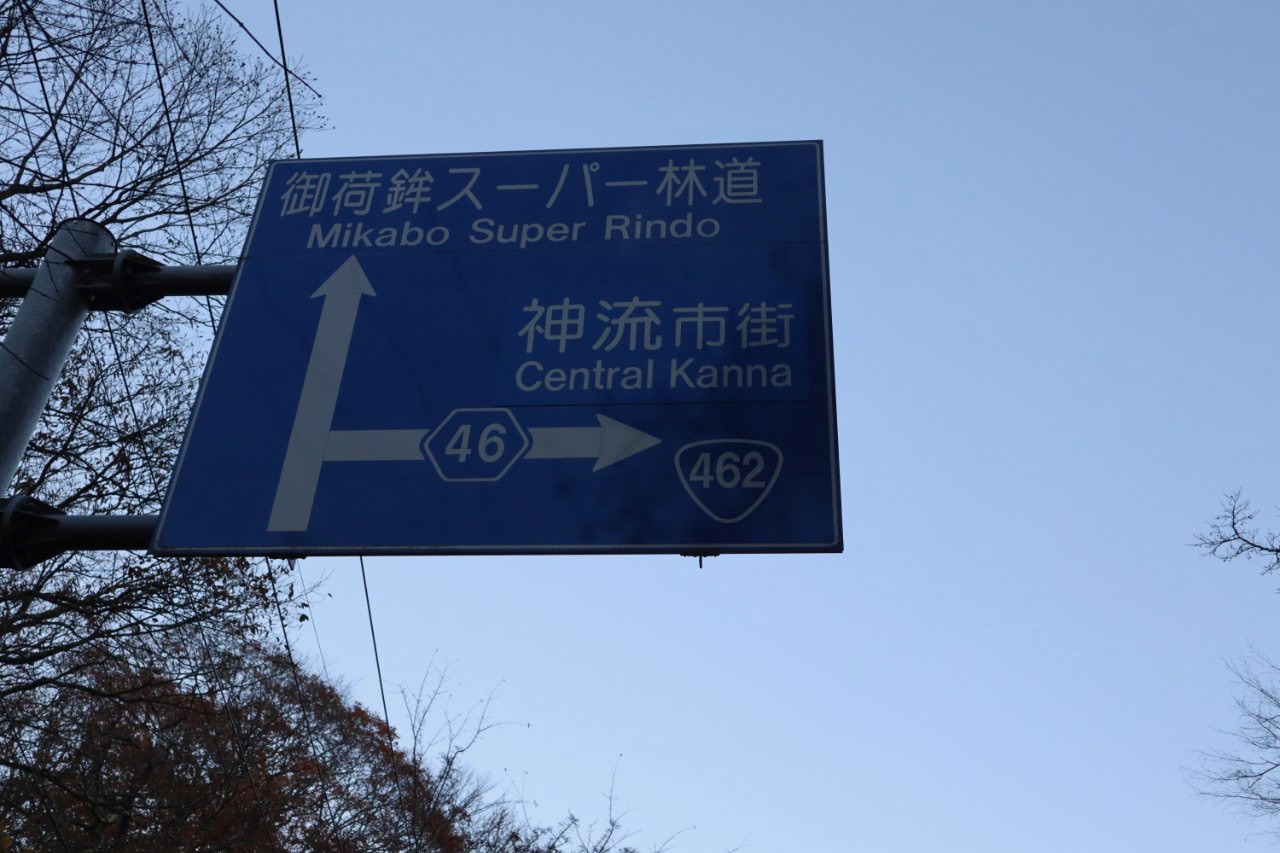 御荷鉾スーパー林道
Mikabo Super Rindo
神流市街
Central Kanna
46
462